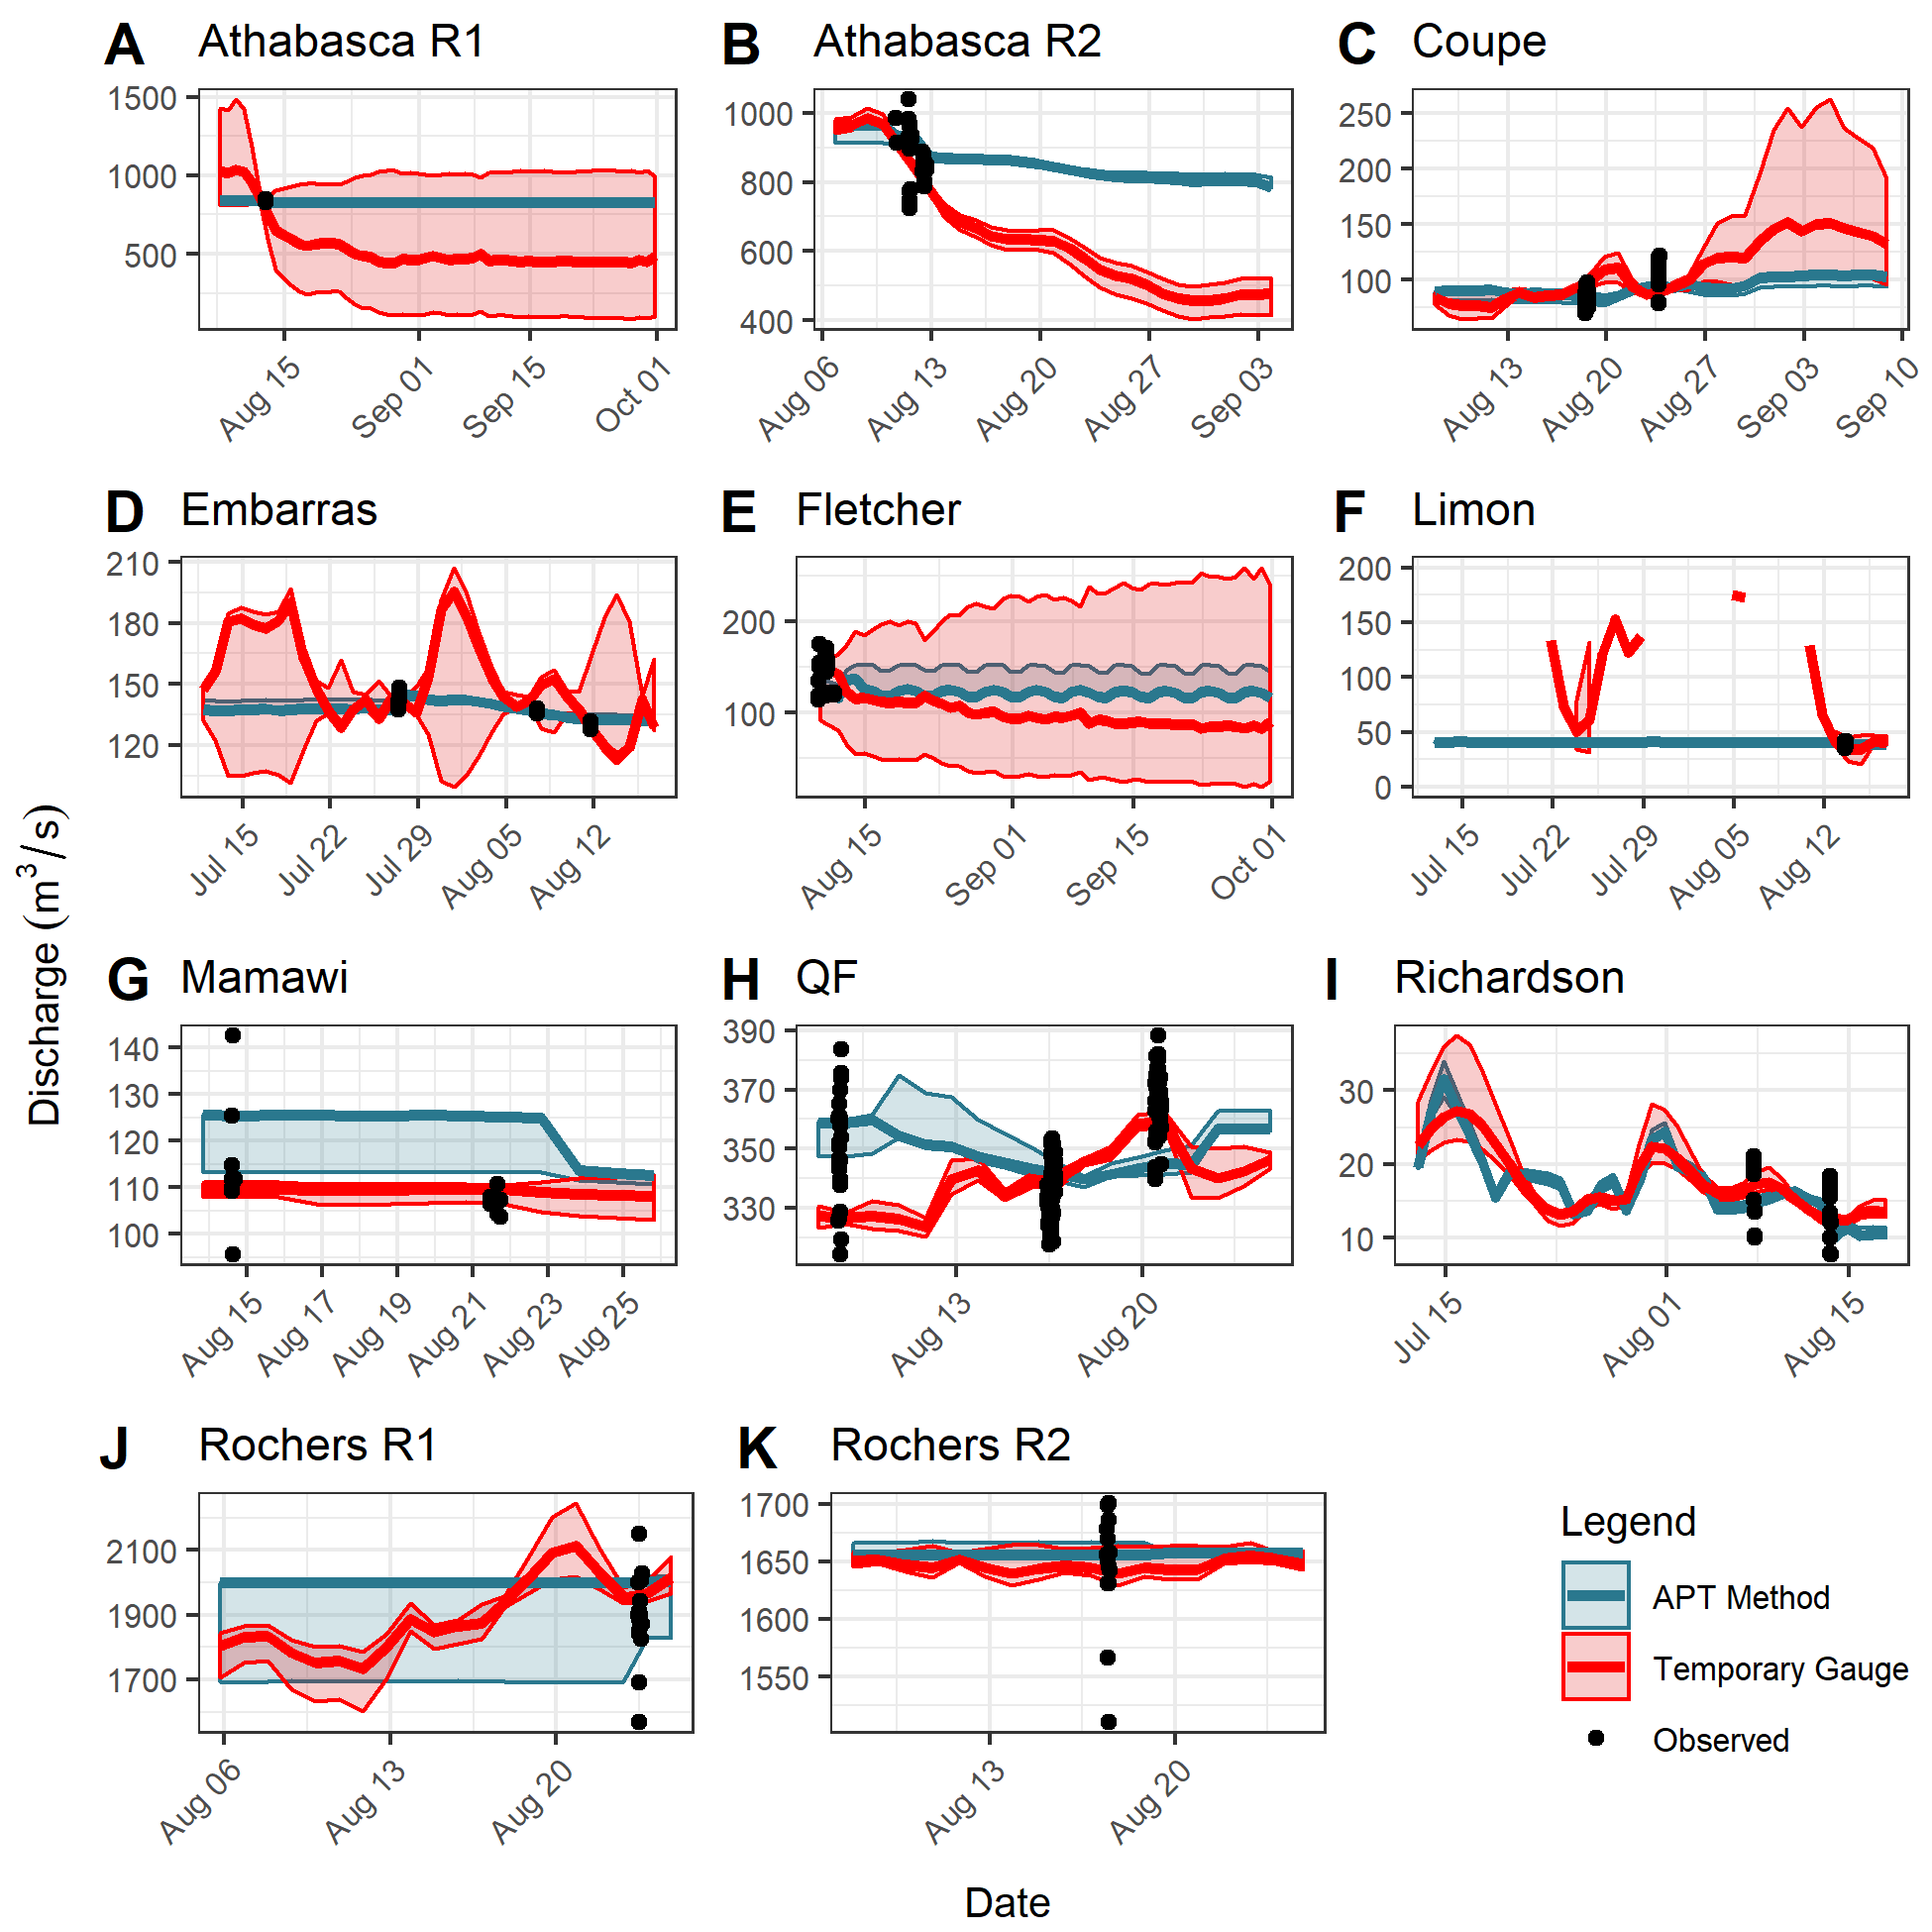 A Athabasca R1
B Athabasca R2
C Coupe
1500
1000
500
Aug 15
Sep 01
Sep 15
Oct 01
1000
800
600
400
Aug 06
Aug 13
Aug 20
Aug 27
Sep 03
250
200
150
100
Aug 13
Aug 20
Aug 27
Sep 03
Sep 10
D Embarras
E Fletcher
F Limon
210
180
150
120
Jul 15
Jul 22
Jul 29
Aug 05
Aug 12
200
100
Aug 15
Sep 01
Sep 15
Oct 01
200
150
100
50
0
Jul 15
Jul 22
Jul 29
Aug 05
Aug 12
Discharge (m³/s)
G Mamawi
H QF
I Richardson
140
130
120
110
100
Aug 15
Aug 17
Aug 19
Aug 21
Aug 23
Aug 25
390
370
350
330
Aug 13
Aug 20
30
20
10
Jul 15
Aug 01
Aug 15
J Rochers R1
K Rochers R2
2100
1900
1700
Aug 06
Aug 13
Aug 20
1700
1650
1600
1550
Aug 13
Aug 20
Legend
APT Method
Temporary Gauge
Observed
Date